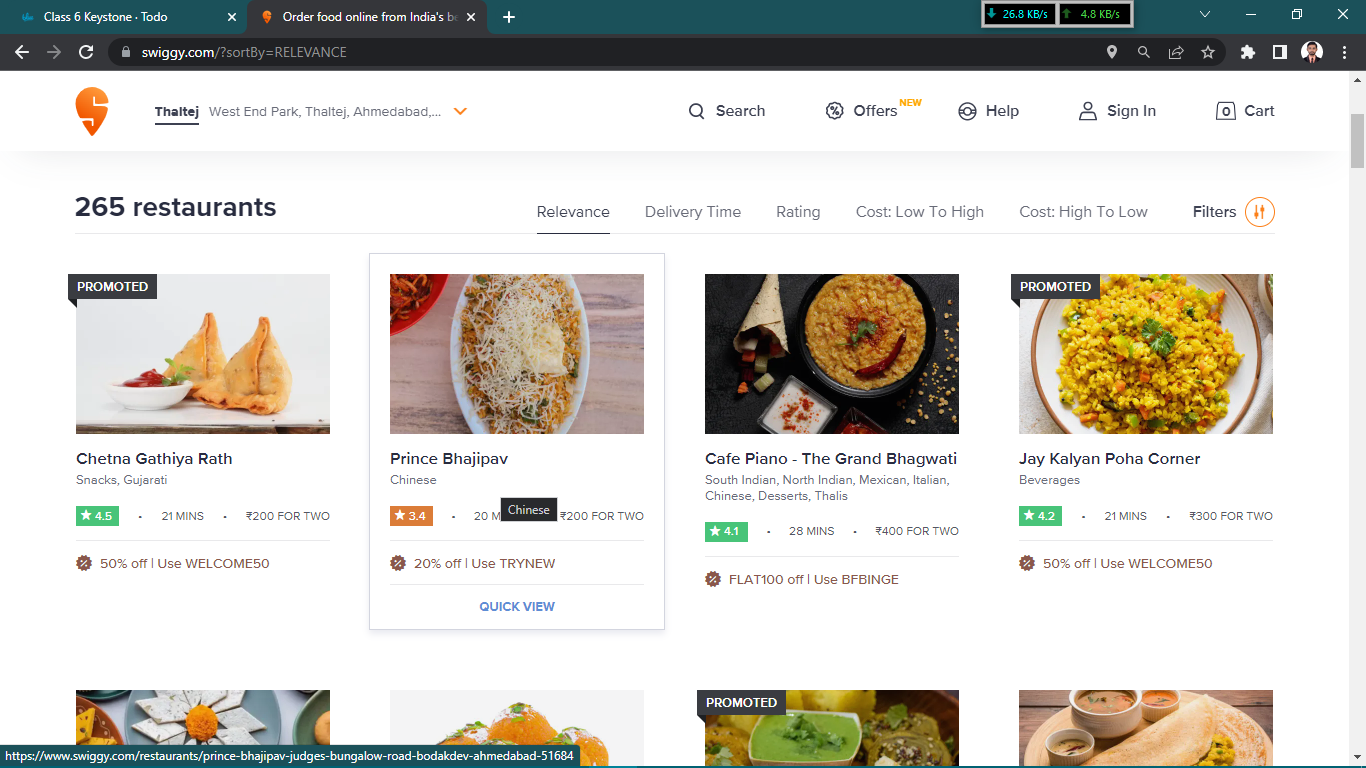 Class 6 Keystone · Todo
Order food online from India's be
26.8 KB/s
4.8 KB/s
swiggy.com/?sortBy=RELEVANCE
Thaltej West End Park, Thaltej, Ahmedabad,...
Search
Offers NEW
Help
Sign In
0 Cart
265 restaurants
Relevance
Delivery Time
Rating
Cost: Low To High
Cost: High To Low
Filters
PROMOTED
Chetna Gathiya Rath
Snacks, Gujarati
4.5 · 21 MINS · ₹200 FOR TWO
50% off | Use WELCOME50
Prince Bhajipav
Chinese
3.4 · 20 M ₹200 FOR TWO
Chinese
20% off | Use TRYNEW
QUICK VIEW
Cafe Piano - The Grand Bhagwati
South Indian, North Indian, Mexican, Italian,
Chinese, Desserts, Thalis
4.1 · 28 MINS · ₹400 FOR TWO
FLAT100 off | Use BFBINGE
PROMOTED
Jay Kalyan Poha Corner
Beverages
4.2 · 21 MINS · ₹300 FOR TWO
50% off | Use WELCOME50
PROMOTED
https://www.swiggy.com/restaurants/prince-bhajipav-judges-bungalow-road-bodakdev-ahmedabad-51684